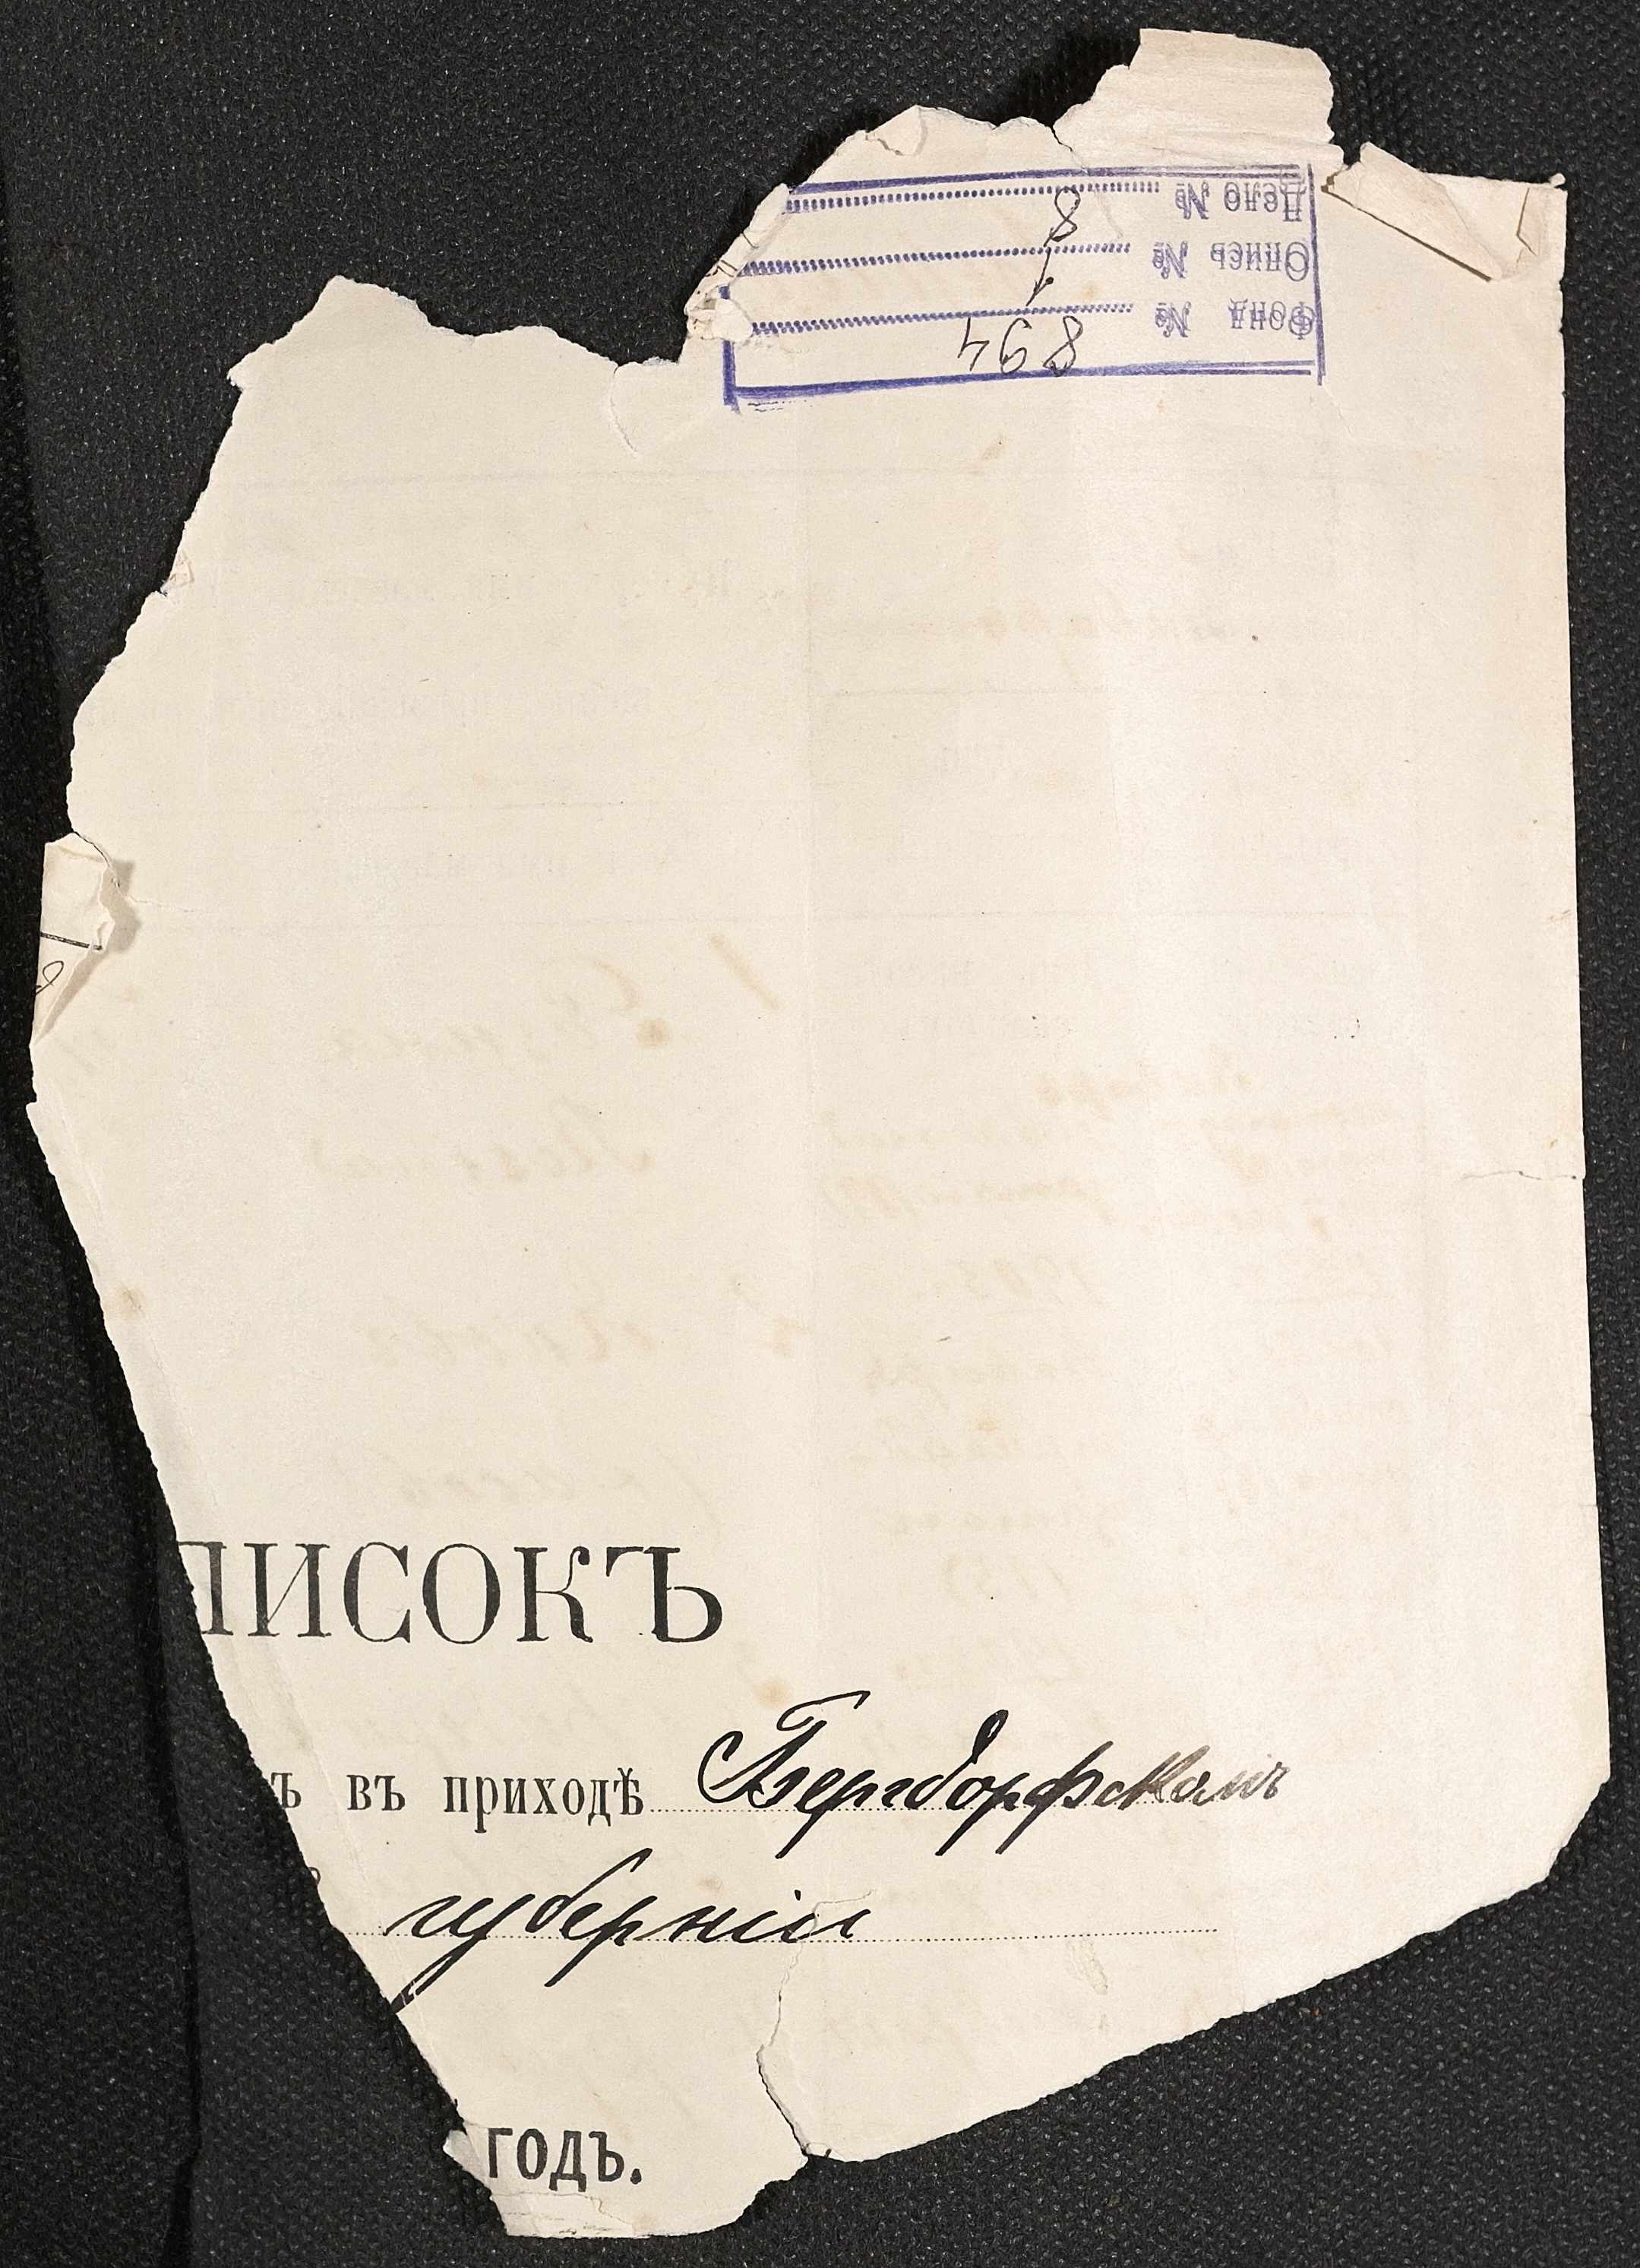 Фонд № 894
Опись № 1
Дело № 8
ПИСОКЪ
ъ въ приходѣ Бергдорфскомъ
губерніи
годъ.